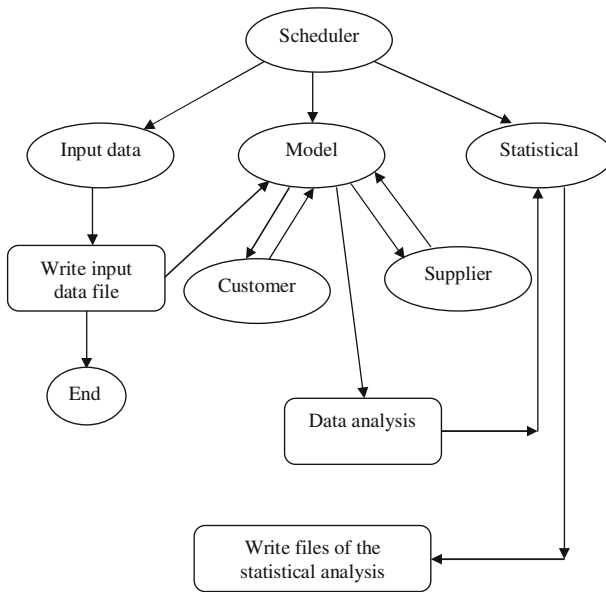 Scheduler
Input data
Model
Statistical
Write input
data file
Customer
Supplier
End
Data analysis
Write files of the
statistical analysis